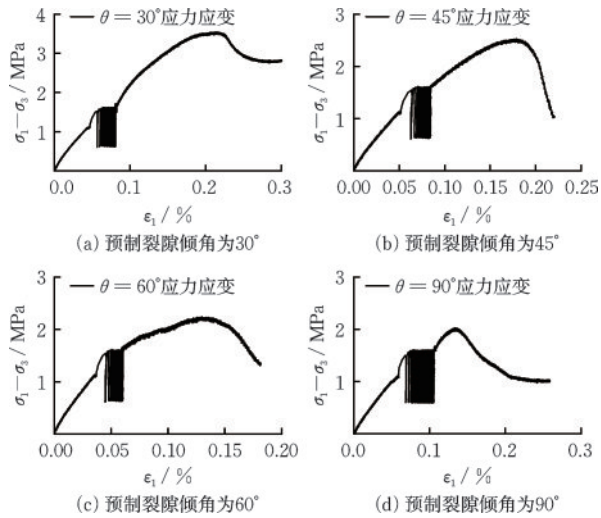 θ = 30°应力应变
σ₁−σ₃ / MPa
4
3
2
1
0.0
0.1
0.2
0.3
ε₁ / %
(a) 预制裂隙倾角为30°
θ = 45°应力应变
σ₁−σ₃ / MPa
3
2
1
0.00
0.05
0.10
0.15
0.20
0.25
ε₁ / %
(b) 预制裂隙倾角为45°
θ = 60°应力应变
σ₁−σ₃ / MPa
3
2
1
0.00
0.05
0.10
0.15
0.20
ε₁ / %
(c) 预制裂隙倾角为60°
θ = 90°应力应变
σ₁−σ₃ / MPa
3
2
1
0.0
0.1
0.2
0.3
ε₁ / %
(d) 预制裂隙倾角为90°